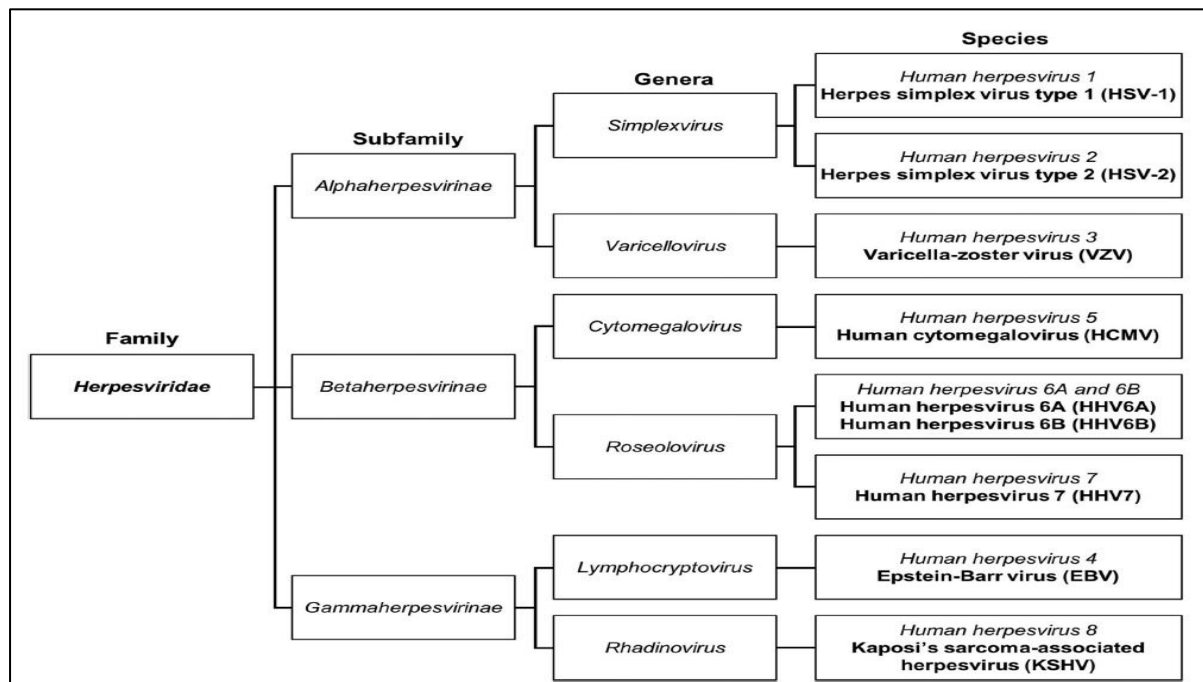 Species
Genera
Human herpesvirus 1
Herpes simplex virus type 1 (HSV-1)
Simplexvirus
Subfamily
Human herpesvirus 2
Herpes simplex virus type 2 (HSV-2)
Alphaherpesvirinae
Varicellovirus
Human herpesvirus 3
Varicella-zoster virus (VZV)
Cytomegalovirus
Human herpesvirus 5
Human cytomegalovirus (HCMV)
Family
Herpesviridae
Betaherpesvirinae
Human herpesvirus 6A and 6B
Human herpesvirus 6A (HHV6A)
Human herpesvirus 6B (HHV6B)
Roseolovirus
Human herpesvirus 7
Human herpesvirus 7 (HHV7)
Lymphocryptovirus
Human herpesvirus 4
Epstein-Barr virus (EBV)
Gammaherpesvirinae
Rhadinovirus
Human herpesvirus 8
Kaposi's sarcoma-associated
herpesvirus (KSHV)